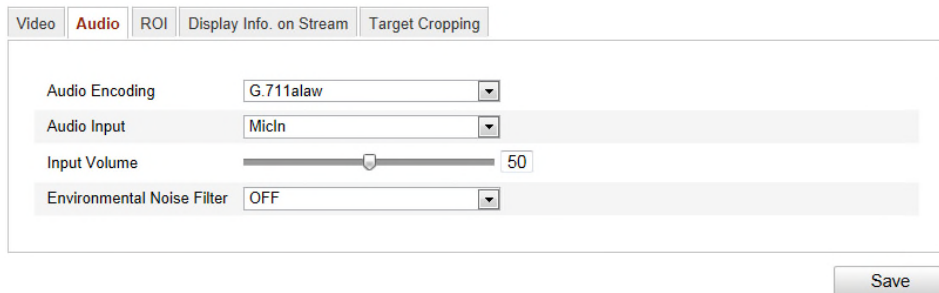 Video Audio ROI Display Info. on Stream Target Cropping
Audio Encoding G.711alaw
Audio Input MicIn
Input Volume 50
Environmental Noise Filter OFF
Save